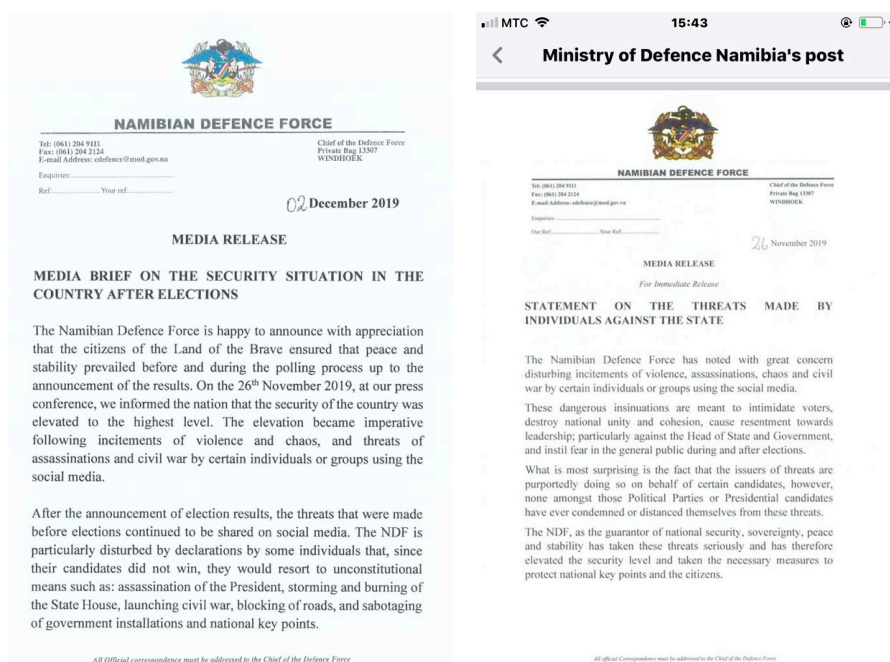 NAMIBIAN DEFENCE FORCE
Tel: (061) 204 9111
Fax: (061) 204 2124
E-mail Address: cdefence@mod.gov.na
Chief of the Defence Force
Private Bag 13307
WINDHOEK
Enquiries:
Ref: Your ref
02 December 2019
MEDIA RELEASE
MEDIA BRIEF ON THE SECURITY SITUATION IN THE
COUNTRY AFTER ELECTIONS
The Namibian Defence Force is happy to announce with appreciation
that the citizens of the Land of the Brave ensured that peace and
stability prevailed before and during the polling process up to the
announcement of the results. On the 26th November 2019, at our press
conference, we informed the nation that the security of the country was
elevated to the highest level. The elevation became imperative
following incitements of violence and chaos, and threats of
assassinations and civil war by certain individuals or groups using the
social media.
After the announcement of election results, the threats that were made
before elections continued to be shared on social media. The NDF is
particularly disturbed by declarations by some individuals that, since
their candidates did not win, they would resort to unconstitutional
means such as: assassination of the President, storming and burning of
the State House, launching civil war, blocking of roads, and sabotaging
of government installations and national key points.
All Official correspondence must be addressed to the Chief of the Defence Force
MTC 15:43
Ministry of Defence Namibia's post
NAMIBIAN DEFENCE FORCE
Tel: (061) 204 9111
Fax: (061) 204 2124
E-mail Address: cdefence@mod.gov.va
Chief of the Defence Force
Private Bag 13307
WINDHOEK
Enquiries:
Our Ref: Your Ref:
26 November 2019
MEDIA RELEASE
For Immediate Release
STATEMENT ON THE THREATS MADE BY
INDIVIDUALS AGAINST THE STATE
The Namibian Defence Force has noted with great concern
disturbing incitements of violence, assassinations, chaos and civil
war by certain individuals or groups using the social media.
These dangerous insinuations are meant to intimidate voters,
destroy national unity and cohesion, cause resentment towards
leadership; particularly against the Head of State and Government,
and instil fear in the general public during and after elections.
What is most surprising is the fact that the issuers of threats are
purportedly doing so on behalf of certain candidates, however,
none amongst those Political Parties or Presidential candidates
have ever condemned or distanced themselves from these threats.
The NDF, as the guarantor of national security, sovereignty, peace
and stability has taken these threats seriously and has therefore
elevated the security level and taken the necessary measures to
protect national key points and the citizens.
All official Correspondence must be addressed to the Chief of the Defence Force